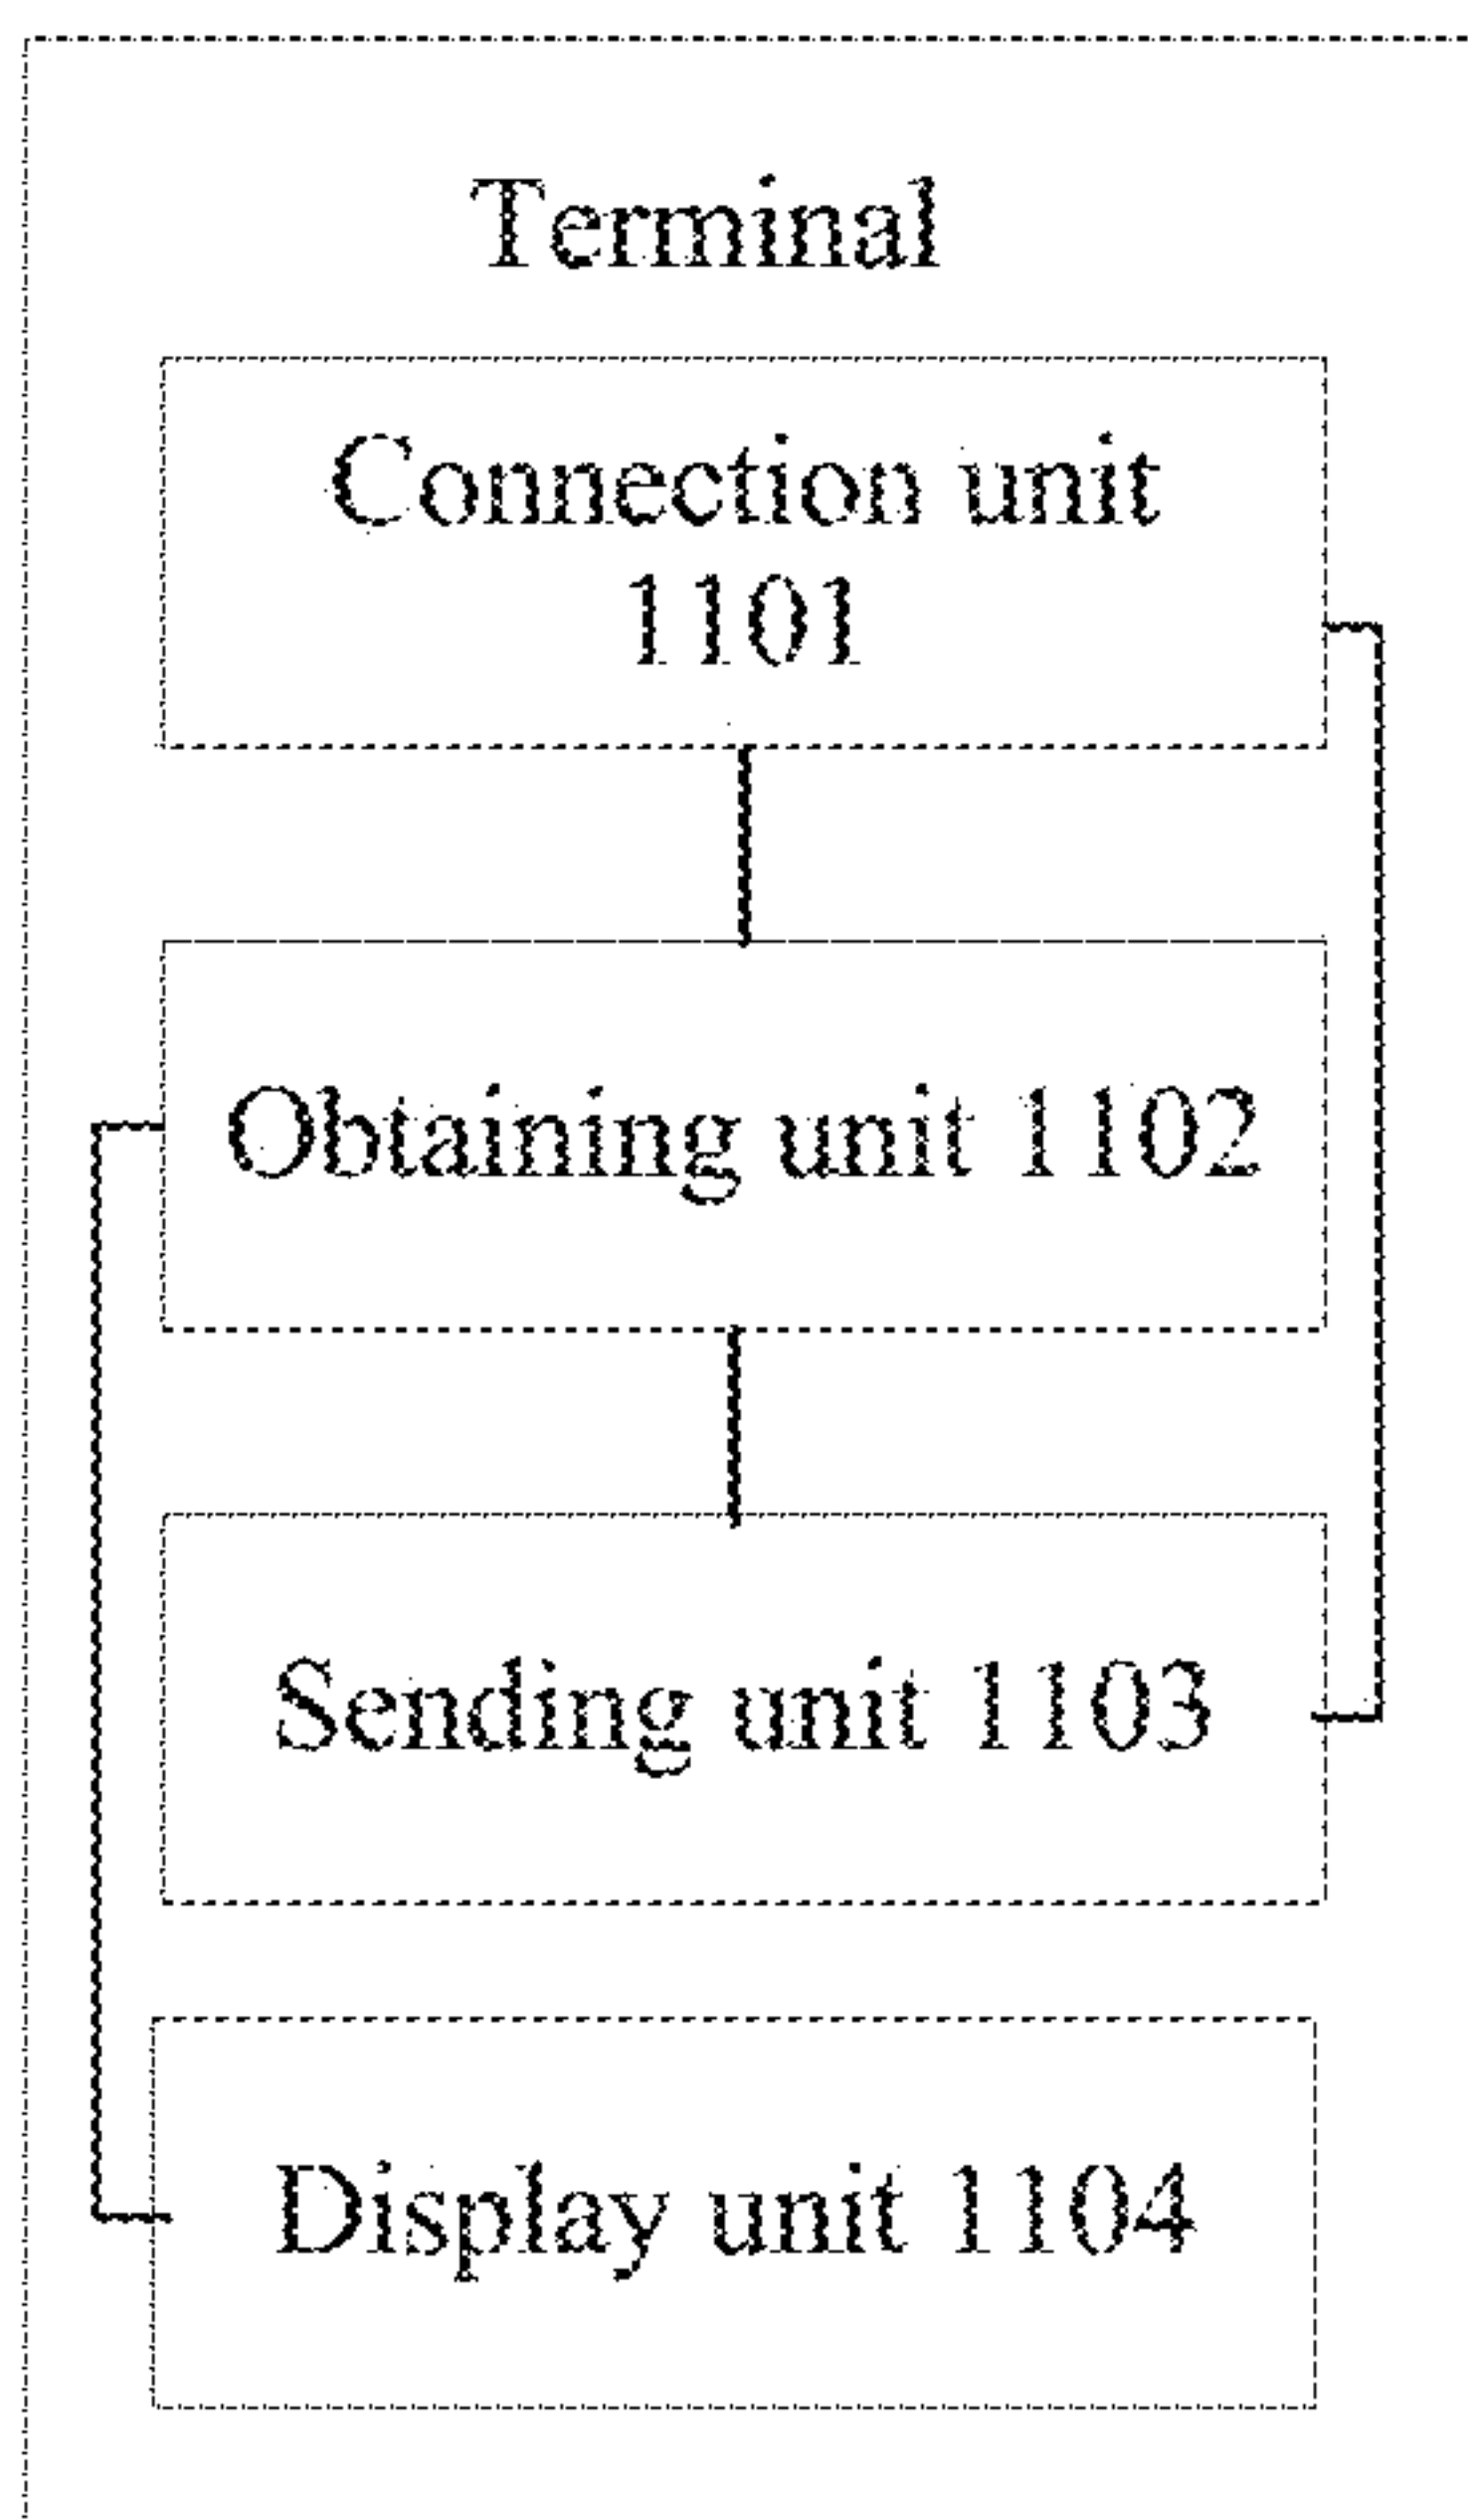 Terminal
Connection unit
1101
Obtaining unit 1102
Sending unit 1103
Display unit 1104